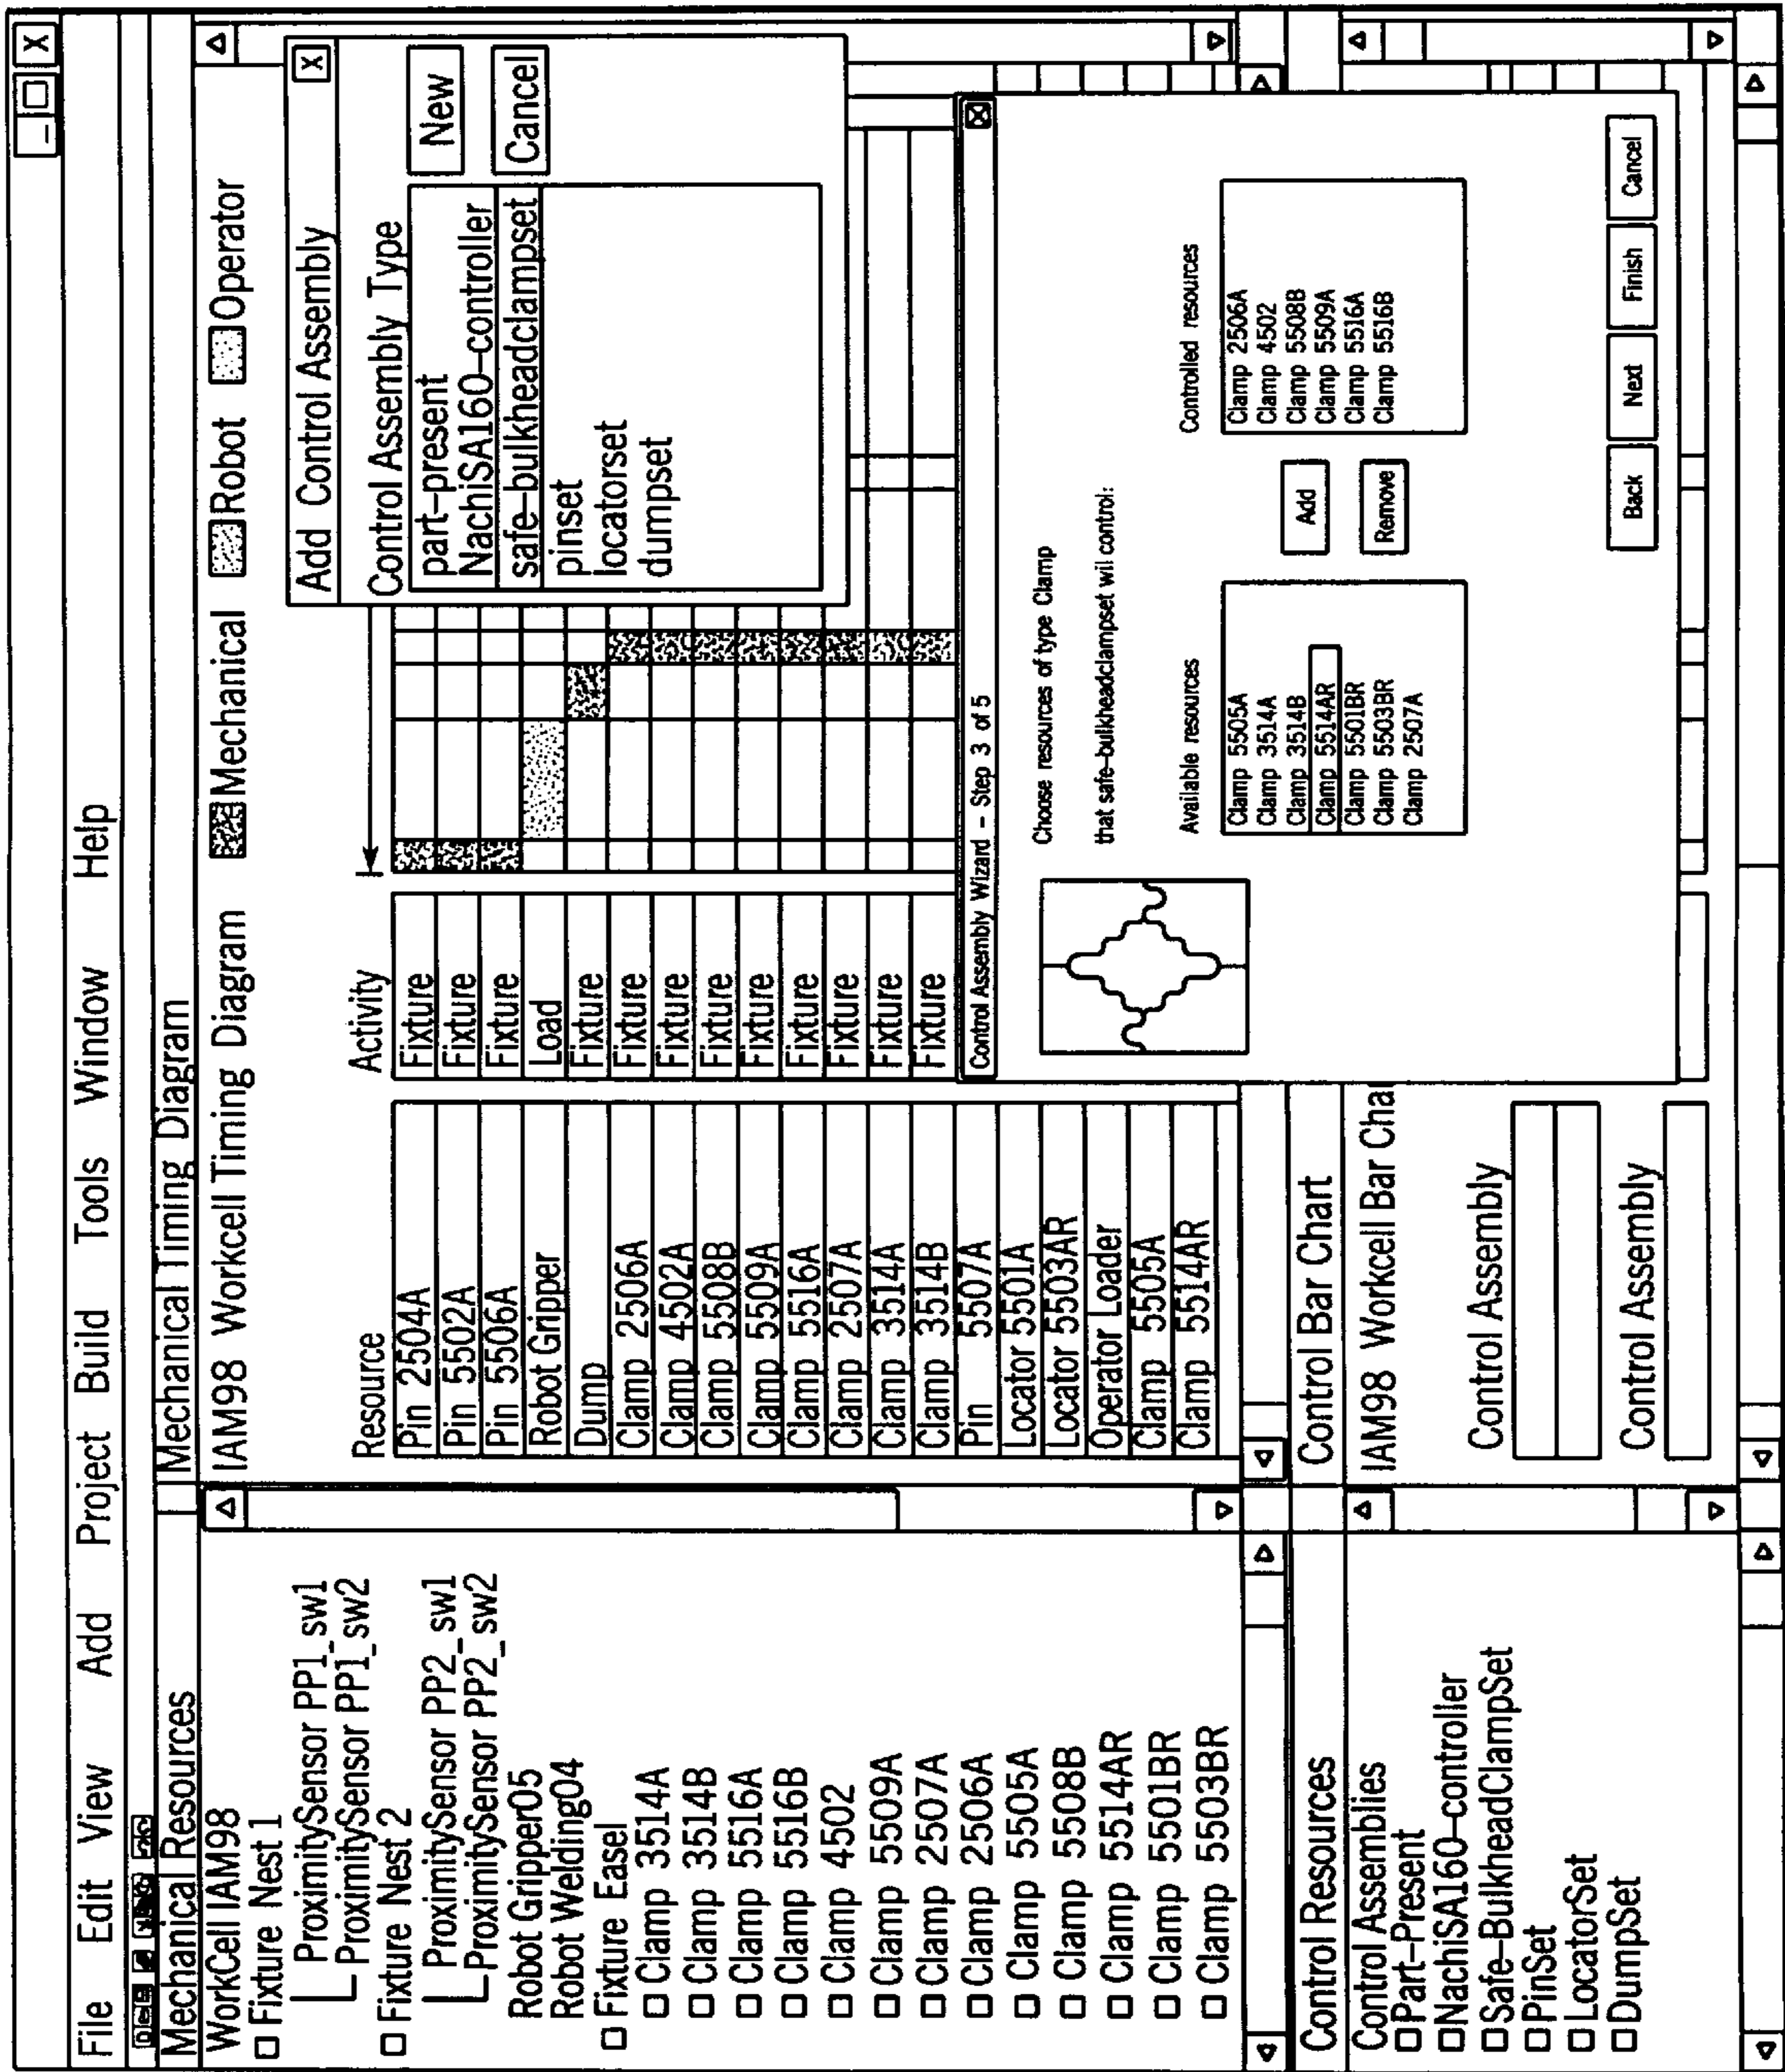 _ X
File Edit View Add Project Build Tools Window Help
Mechanical Resources
WorkCell IAM98
Fixture Nest 1
ProximitySensor PP1_sw1
ProximitySensor PP1_sw2
Fixture Nest 2
ProximitySensor PP2_sw1
ProximitySensor PP2_sw2
Robot Gripper05
Robot Welding04
Fixture Easel
Clamp 3514A
Clamp 3514B
Clamp 5516A
Clamp 5516B
Clamp 4502
Clamp 5509A
Clamp 2507A
Clamp 2506A
Clamp 5505A
Clamp 5508B
Clamp 5514AR
Clamp 5501BR
Clamp 5503BR
Mechanical Timing Diagram
IAM98 Workcell Timing Diagram Mechanical Robot Operator
Resource
Pin 2504A
Pin 5502A
Pin 5506A
Robot Gripper
Dump
Clamp 2506A
Clamp 4502A
Clamp 5508B
Clamp 5509A
Clamp 5516A
Clamp 2507A
Clamp 3514A
Clamp 3514B
Pin 5507A
Locator 5501A
Locator 5503AR
Operator Loader
Clamp 5505A
Clamp 5514AR
Activity
Fixture
Fixture
Fixture
Load
Fixture
Fixture
Fixture
Fixture
Fixture
Fixture
Fixture
Fixture
Fixture
Add Control Assembly X
Control Assembly Type
part-present
NachiSA160-controller
safe-bulkheadclampset
pinset
locatorset
dumpset
New
Cancel
Control Assembly Wizard - Step 3 of 5
Choose resources of type Clamp
that safe-bulkheadclampset wil control:
Available resources
Clamp 5505A
Clamp 3514A
Clamp 3514B
Clamp 5514AR
Clamp 5501BR
Clamp 5503BR
Clamp 2507A
Add
Remove
Controlled resources
Clamp 2506A
Clamp 4502
Clamp 5508B
Clamp 5509A
Clamp 5516A
Clamp 5516B
Back Next Finish Cancel
Control Resources
Control Assemblies
Part-Present
NachiSA160-controller
Safe-BulkheadClampSet
PinSet
LocatorSet
DumpSet
Control Bar Chart
IAM98 Workcell Bar Cha
Control Assembly
Control Assembly